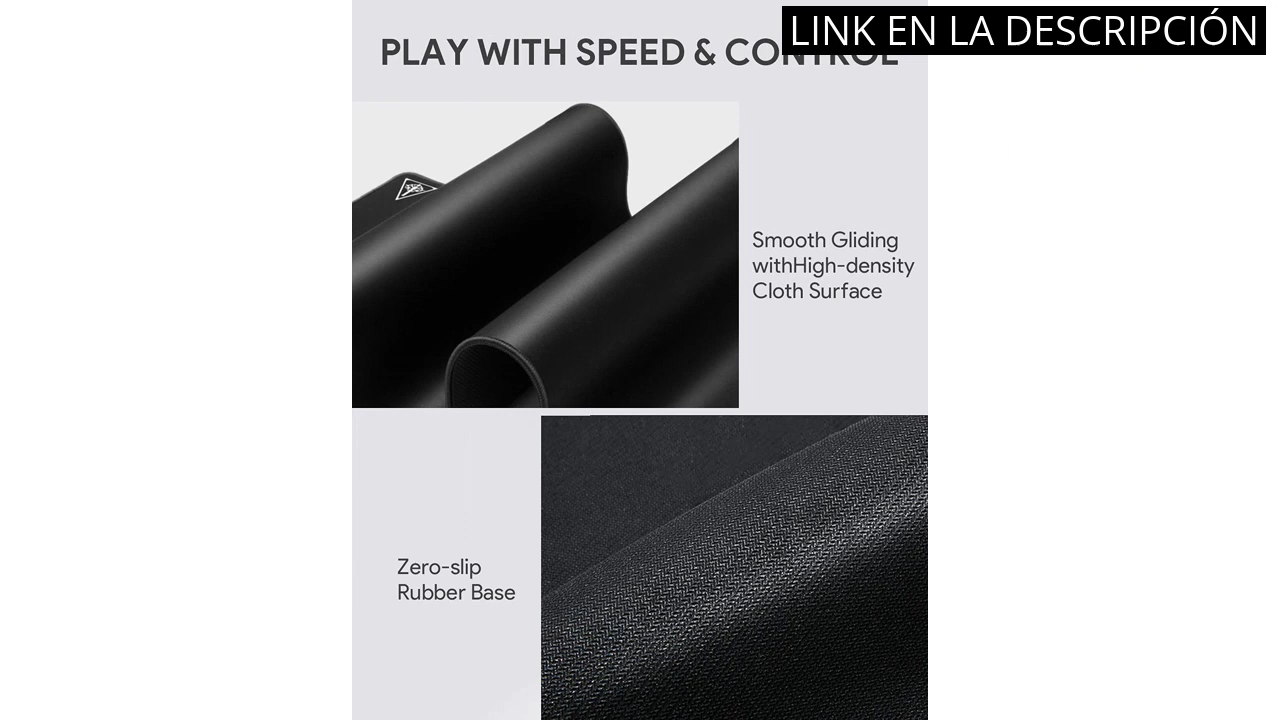 LINK EN LA DESCRIPCIÓN
PLAY WITH SPEED & CONTROL
Smooth Gliding
withHigh-density
Cloth Surface
Zero-slip
Rubber Base